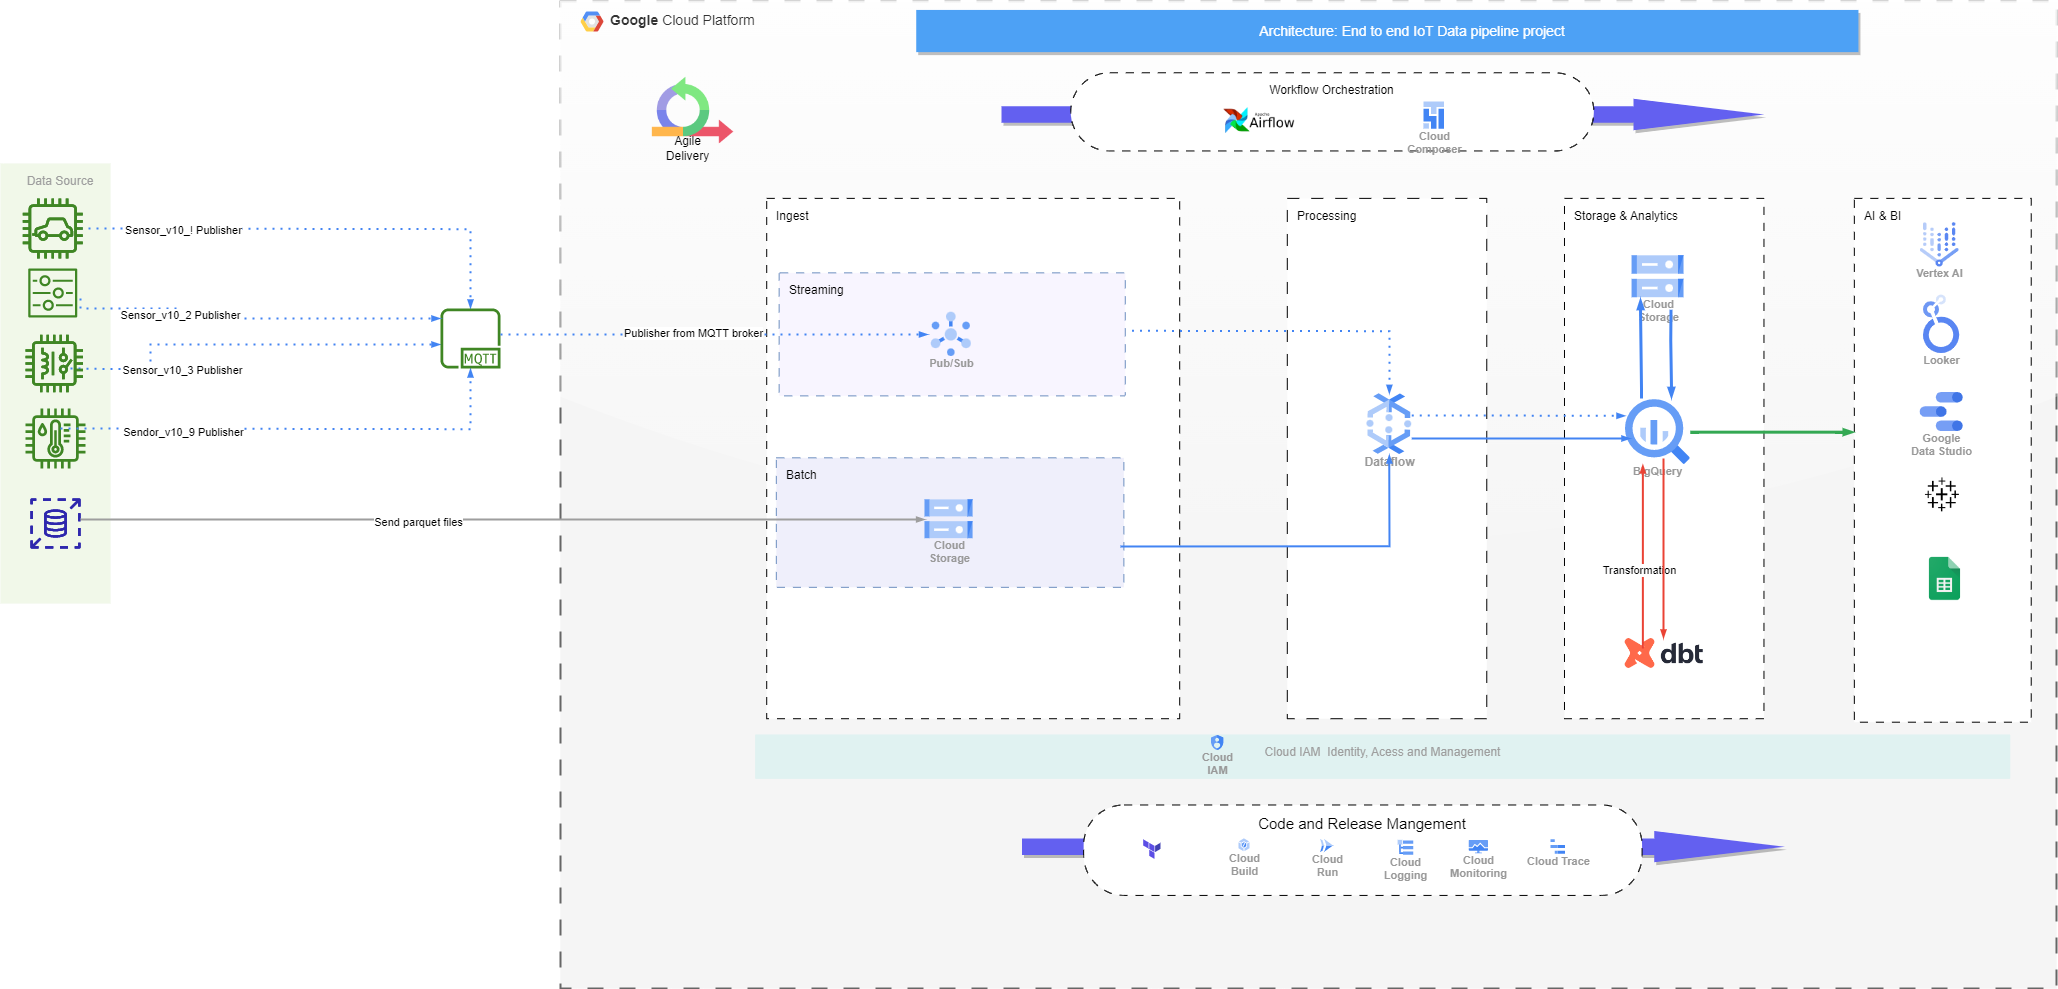 Google Cloud Platform
Architecture: End to end IoT Data pipeline project
Workflow Orchestration
Apache
Airflow
Cloud
Composer
Agile
Delivery
Data Source
Sensor_v10_! Publisher
Sensor_v10_2 Publisher
Sensor_v10_3 Publisher
Sendor_v10_9 Publisher
MQTT
Publisher from MQTT broker
Send parquet files
Ingest
Streaming
Pub/Sub
Batch
Cloud
Storage
Processing
Dataflow
Storage & Analytics
Cloud
Storage
BigQuery
Transformation
dbt
AI & BI
Vertex AI
Looker
Google
Data Studio
Cloud
IAM
Cloud IAM  Identity, Acess and Management
Code and Release Mangement
Cloud
Build
Cloud
Run
Cloud
Logging
Cloud
Monitoring
Cloud Trace